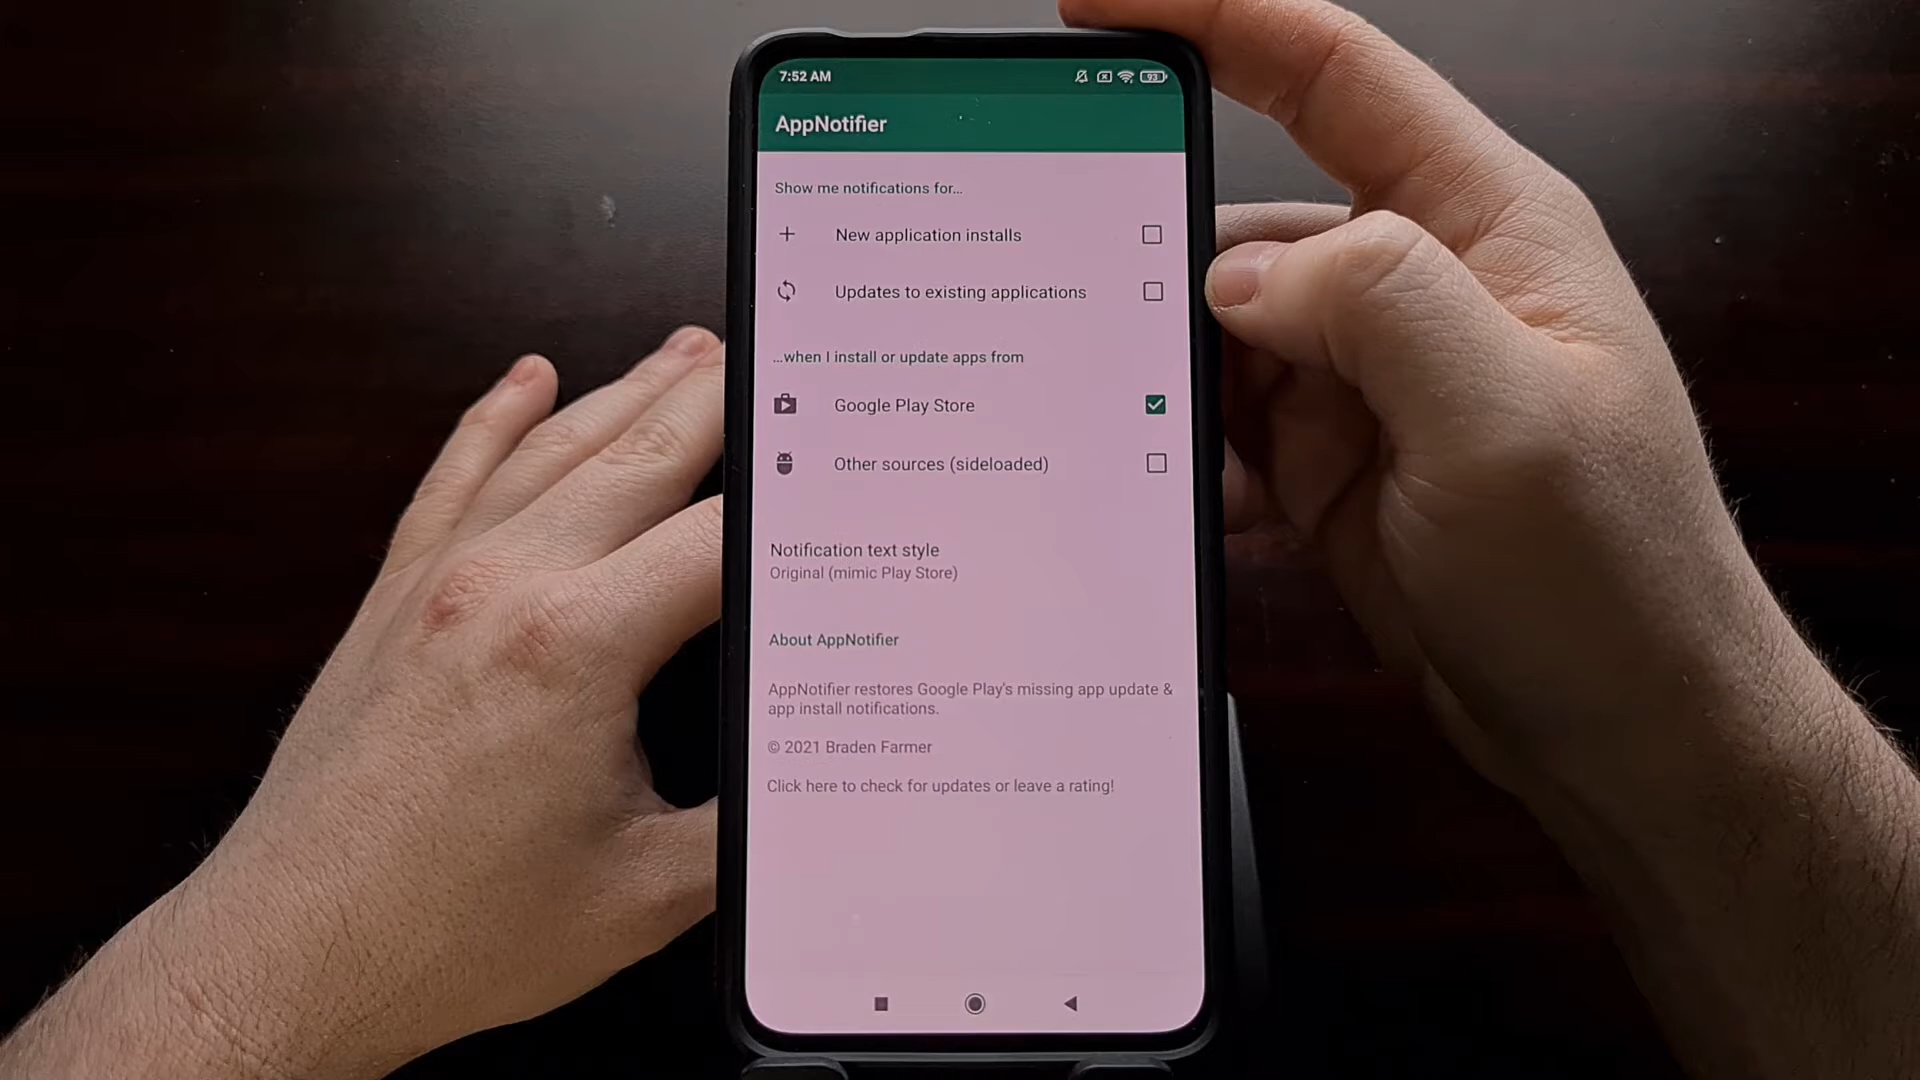 7:52 AM
93
AppNotifier
Show me notifications for...
New application installs
Updates to existing applications
...when I install or update apps from
Google Play Store
Other sources (sideloaded)
Notification text style
Original (mimic Play Store)
About AppNotifier
AppNotifier restores Google Play's missing app update &
app install notifications.
© 2021 Braden Farmer
Click here to check for updates or leave a rating!